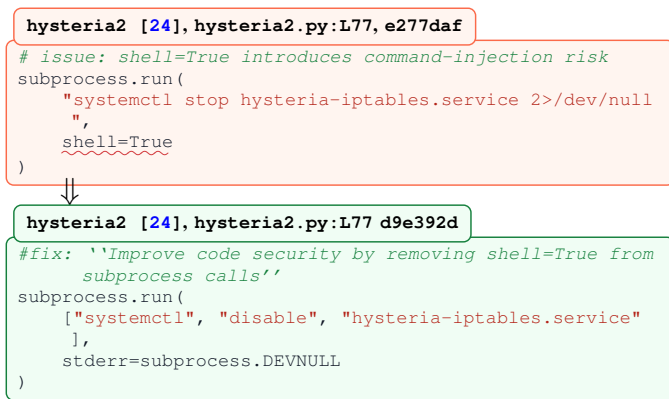 hysteria2 [24], hysteria2.py:L77, e277daf
# issue: shell=True introduces command-injection risk
subprocess.run(
    "systemctl stop hysteria-iptables.service 2>/dev/null
    ",
    shell=True
)
⇓
hysteria2 [24], hysteria2.py:L77 d9e392d
#fix: ‘‘Improve code security by removing shell=True from
      subprocess calls’’
subprocess.run(
    ["systemctl", "disable", "hysteria-iptables.service"
    ],
    stderr=subprocess.DEVNULL
)